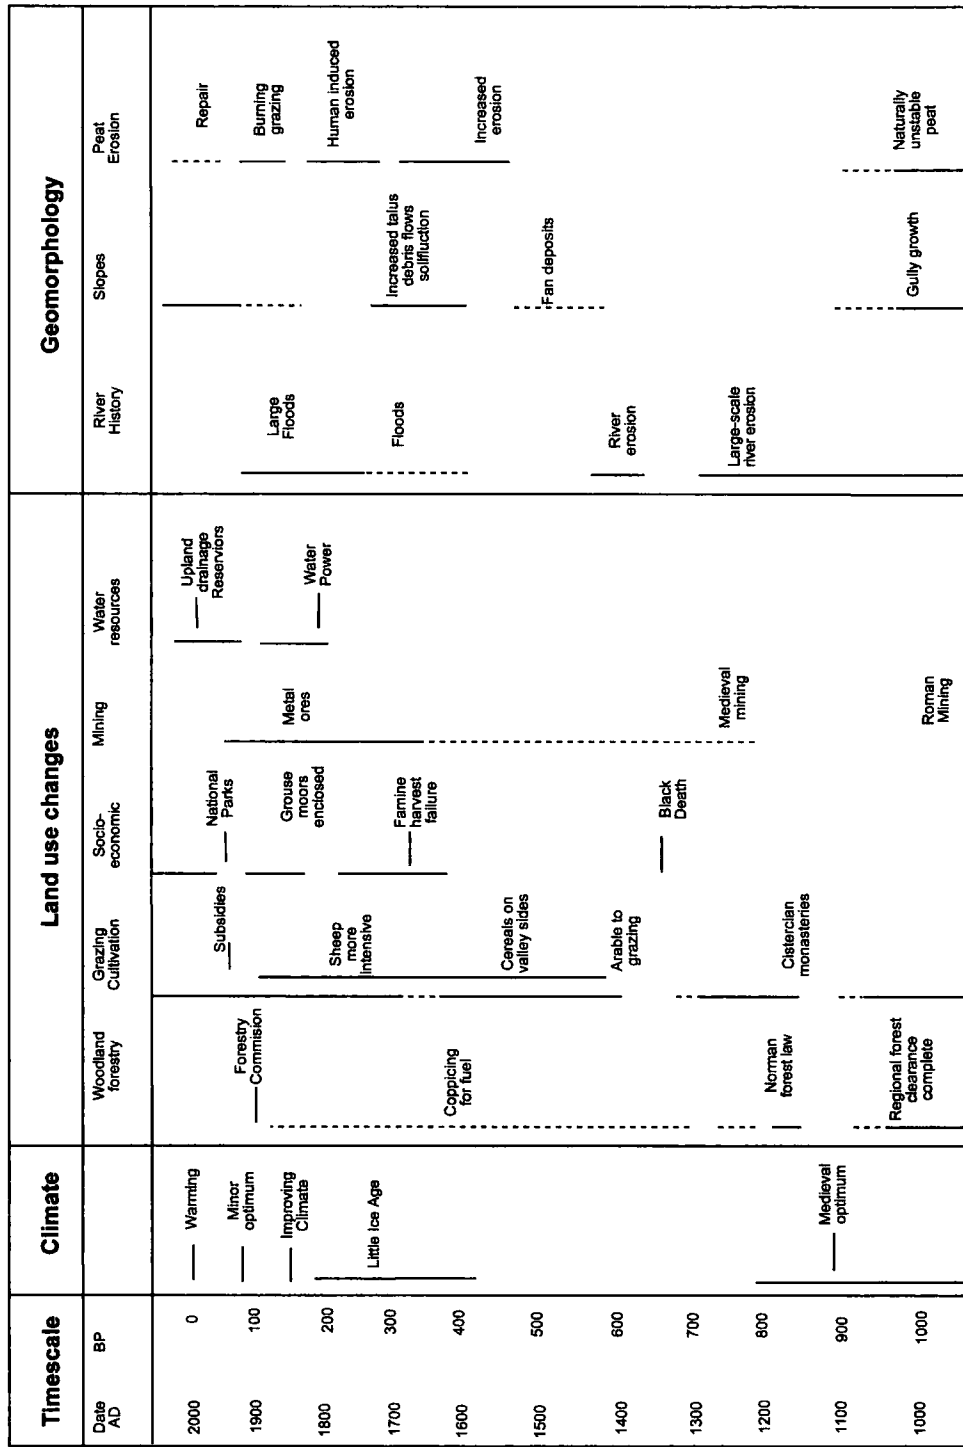 Timescale
Climate
Land use changes
Geomorphology
Date
AD
BP
Woodland
forestry
Grazing
Cultivation
Socio-
economic
Mining
Water
resources
River
History
Slopes
Peat
Erosion
2000
1900
1800
1700
1600
1500
1400
1300
1200
1100
1000
0
100
200
300
400
500
600
700
800
900
1000
Warming
Minor
optimum
Improving
Climate
Little Ice Age
Medieval
optimum
Forestry
Commision
Coppicing
for fuel
Norman
forest law
Regional forest
clearance
complete
Subsidies
Sheep
more
intensive
Cereals on
valley sides
Arable to
grazing
Cistercian
monasteries
National
Parks
Grouse
moors
enclosed
Famine
harvest
failure
Black
Death
Metal
ores
Medieval
mining
Roman
Mining
Upland
drainage
Reserviors
Water
Power
Large
Floods
Floods
River
erosion
Large-scale
river erosion
Increased talus
debris flows
solifluction
Fan deposits
Gully growth
Repair
Burning
grazing
Human induced
erosion
Increased
erosion
Naturally
unstable
peat